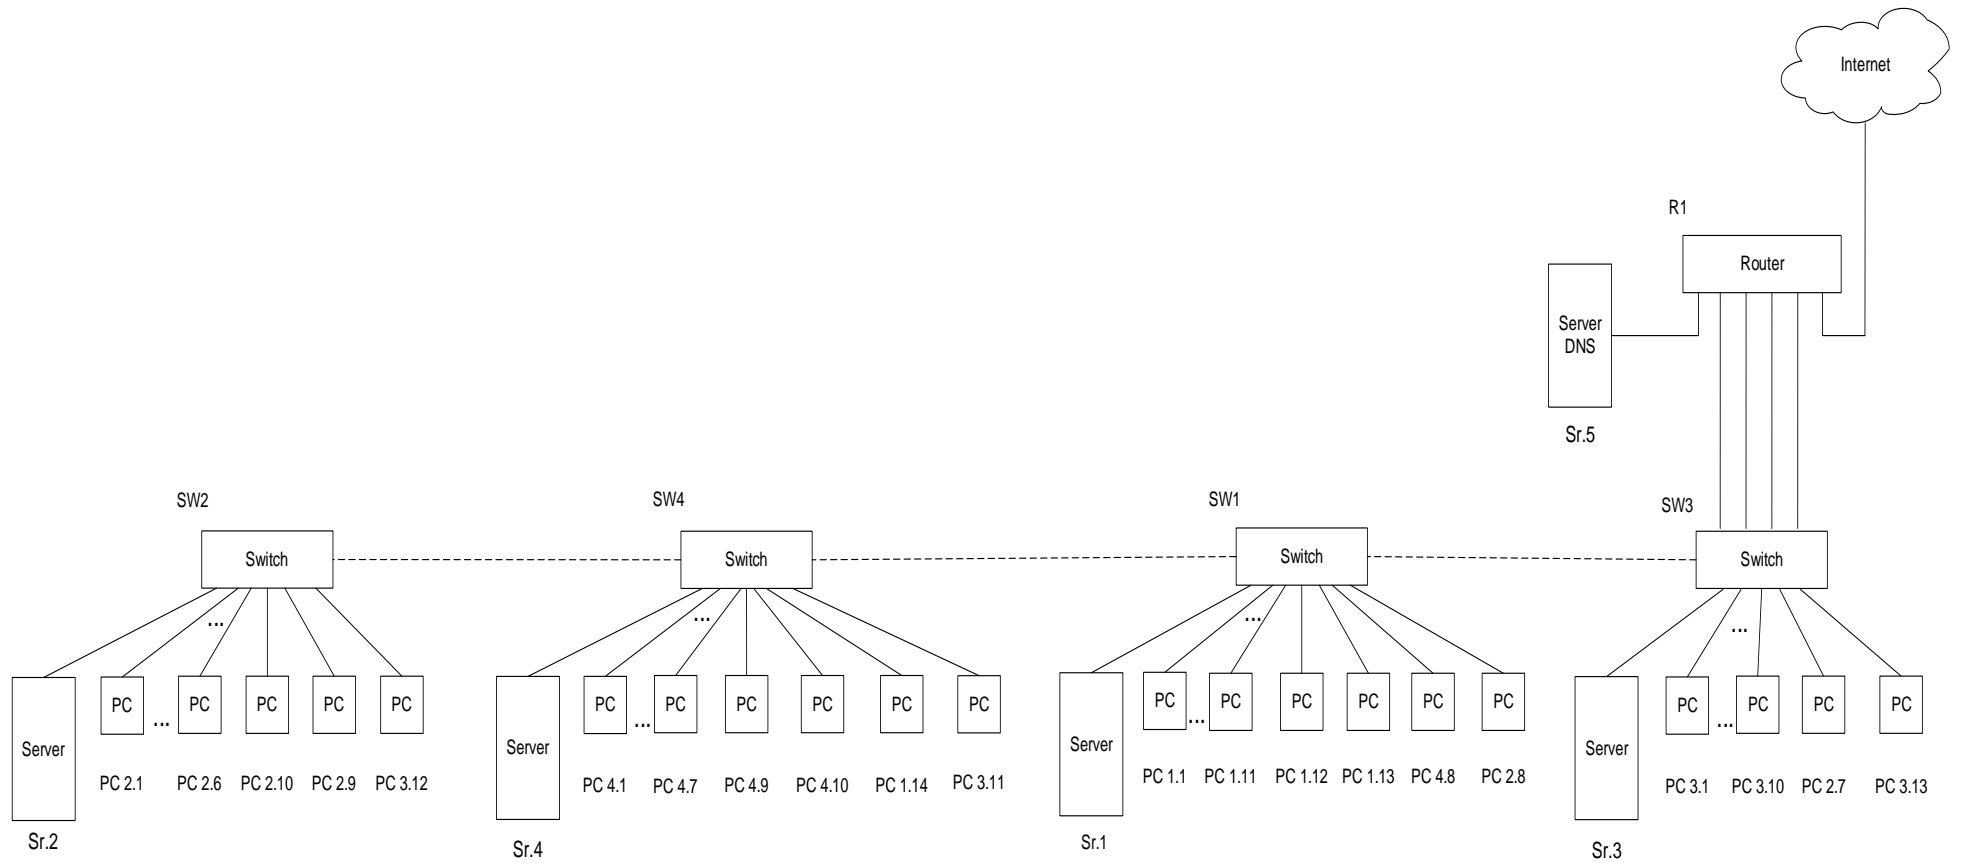 Internet
R1
Router
Server
DNS
Sr.5
SW2
SW4
SW1
SW3
Switch
Switch
Switch
Switch
...
...
...
...
Server
PC
...
PC
PC
PC
PC
Server
PC
...
PC
PC
PC
PC
PC
Server
PC
...
PC
PC
PC
PC
PC
Server
PC
...
PC
PC
PC
PC 2.1
PC 2.6
PC 2.10
PC 2.9
PC 3.12
PC 4.1
PC 4.7
PC 4.9
PC 4.10
PC 1.14
PC 3.11
PC 1.1
PC 1.11
PC 1.12
PC 1.13
PC 4.8
PC 2.8
PC 3.1
PC 3.10
PC 2.7
PC 3.13
Sr.2
Sr.4
Sr.1
Sr.3